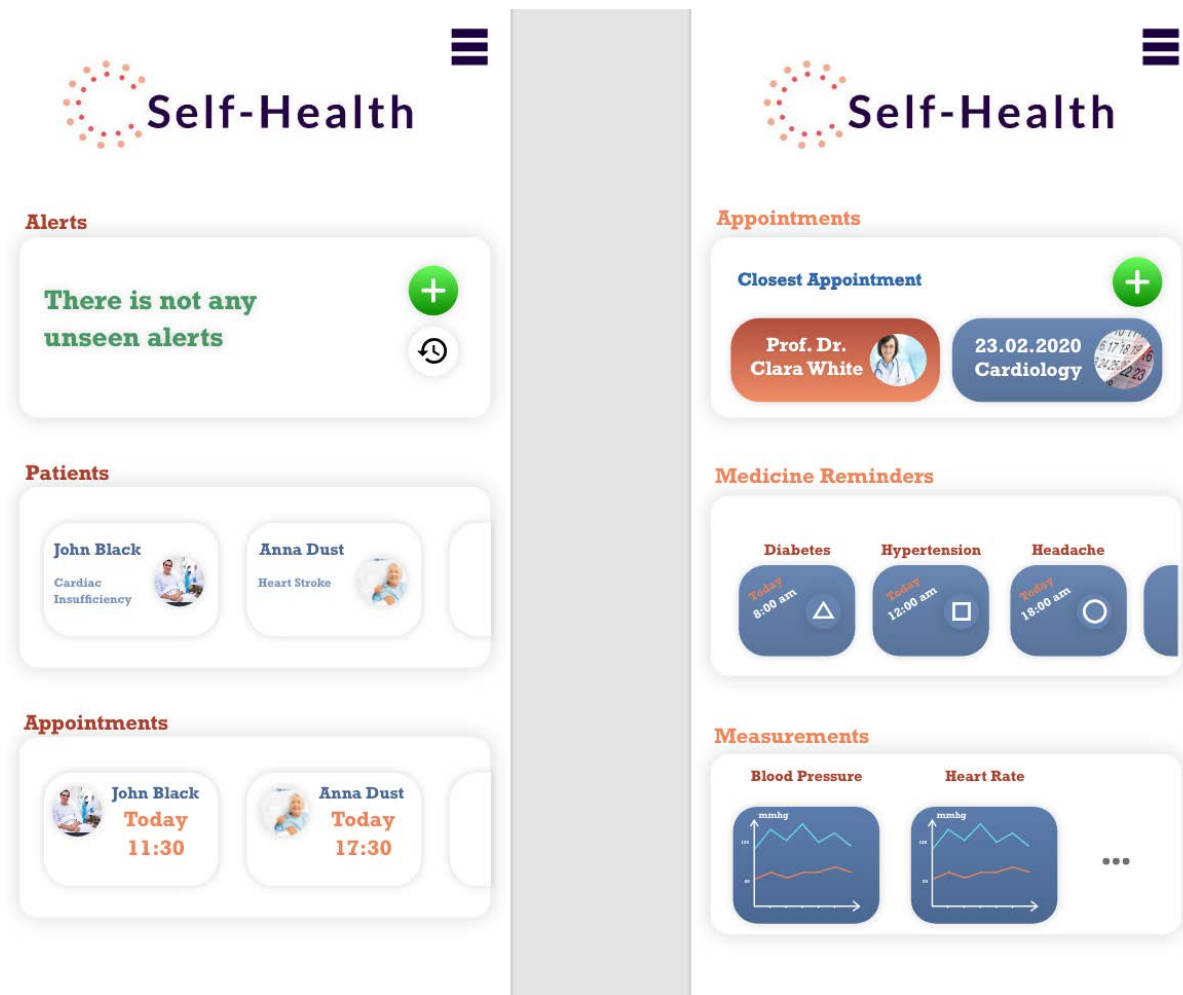 Self-Health
Alerts
There is not any
unseen alerts
Patients
John Black
Cardiac
Insufficiency
Anna Dust
Heart Stroke
Appointments
John Black
Today
11:30
Anna Dust
Today
17:30
Self-Health
Appointments
Closest Appointment
Prof. Dr.
Clara White
23.02.2020
Cardiology
Medicine Reminders
Diabetes
Today
8:00 am
Hypertension
Today
12:00 am
Headache
Today
18:00 am
Measurements
Blood Pressure
mmhg
Heart Rate
mmhg